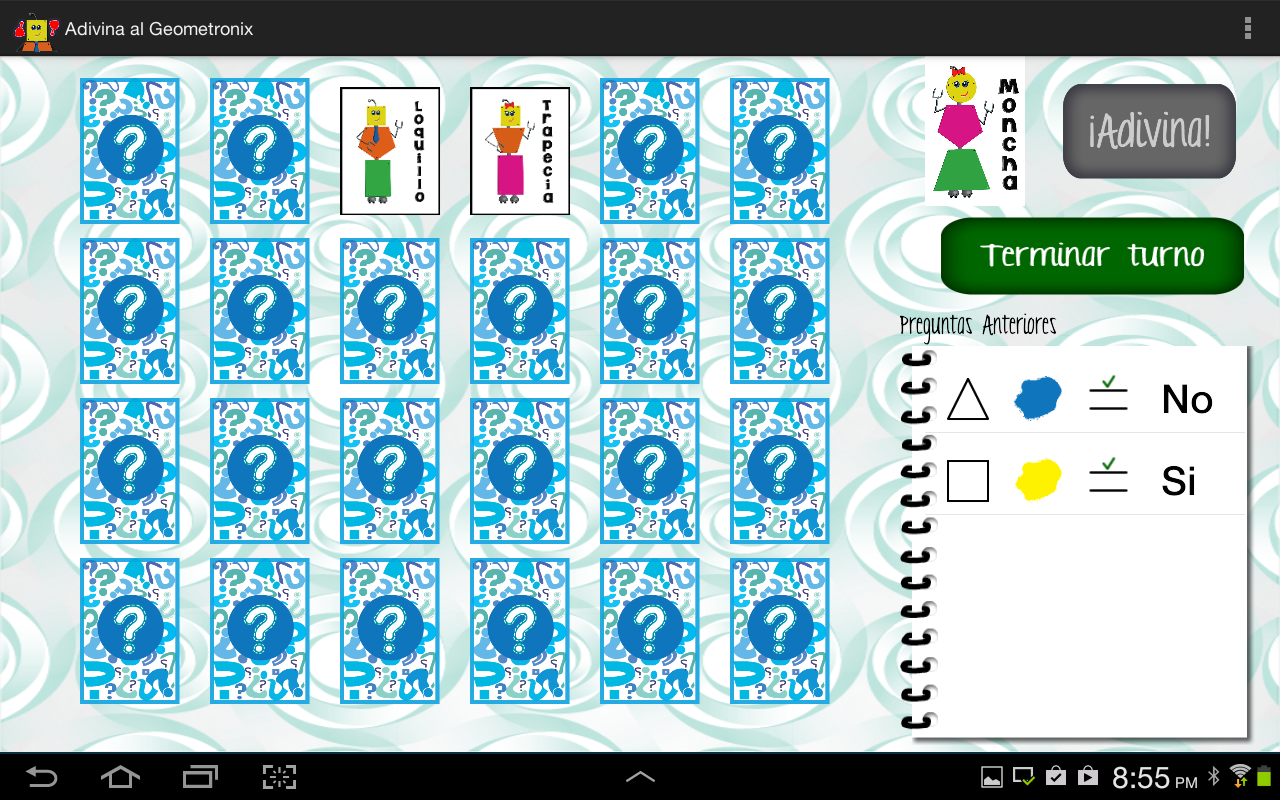 Adivina al Geometronix
Loquillo
Trapecia
Moncha
¡Adivina!
Terminar turno
Preguntas Anteriores
No
Si
8:55 PM